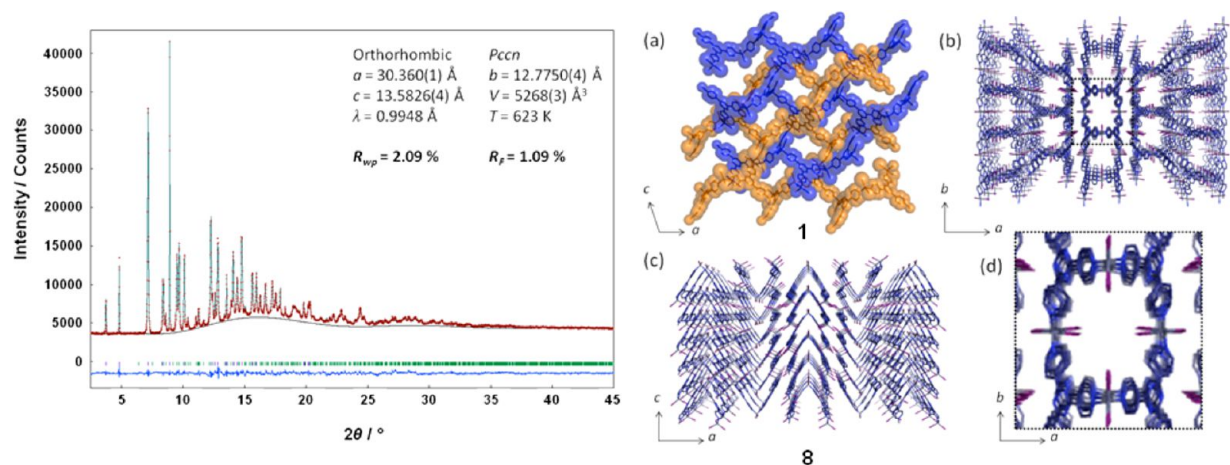 Orthorhombic Pccn
a = 30.360(1) Å b = 12.7750(4) Å
c = 13.5826(4) Å V = 5268(3) Å³
λ = 0.9948 Å T = 623 K
Rwp = 2.09 % RF = 1.09 %
Intensity / Counts
40000
35000
30000
25000
20000
15000
10000
5000
0
5 10 15 20 25 30 35 40 45
2θ / °
(a)
c
a
1
(b)
b
a
(c)
c
a
8
(d)
b
a